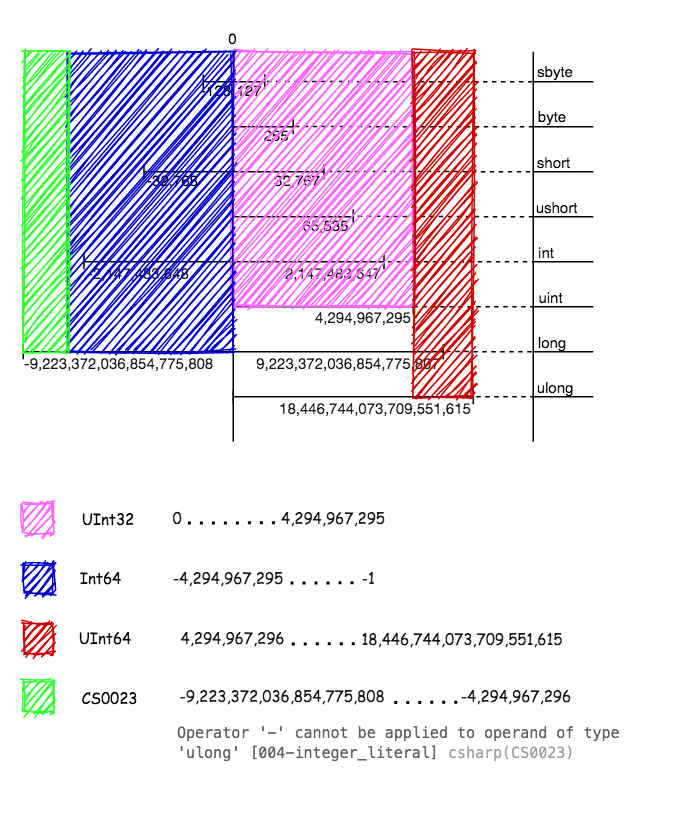 0
sbyte
-128 127
byte
255
short
-32,768 32,767
ushort
65,535
int
-2,147,483,648 2,147,483,647
uint
4,294,967,295
long
-9,223,372,036,854,775,808 9,223,372,036,854,775,807
ulong
18,446,744,073,709,551,615
UInt32 0 ........ 4,294,967,295
Int64 -4,294,967,295 ...... -1
UInt64 4,294,967,296 ...... 18,446,744,073,709,551,615
CS0023 -9,223,372,036,854,775,808 ...... -4,294,967,296
Operator '-' cannot be applied to operand of type
'ulong' [004-integer_literal] csharp(CS0023)